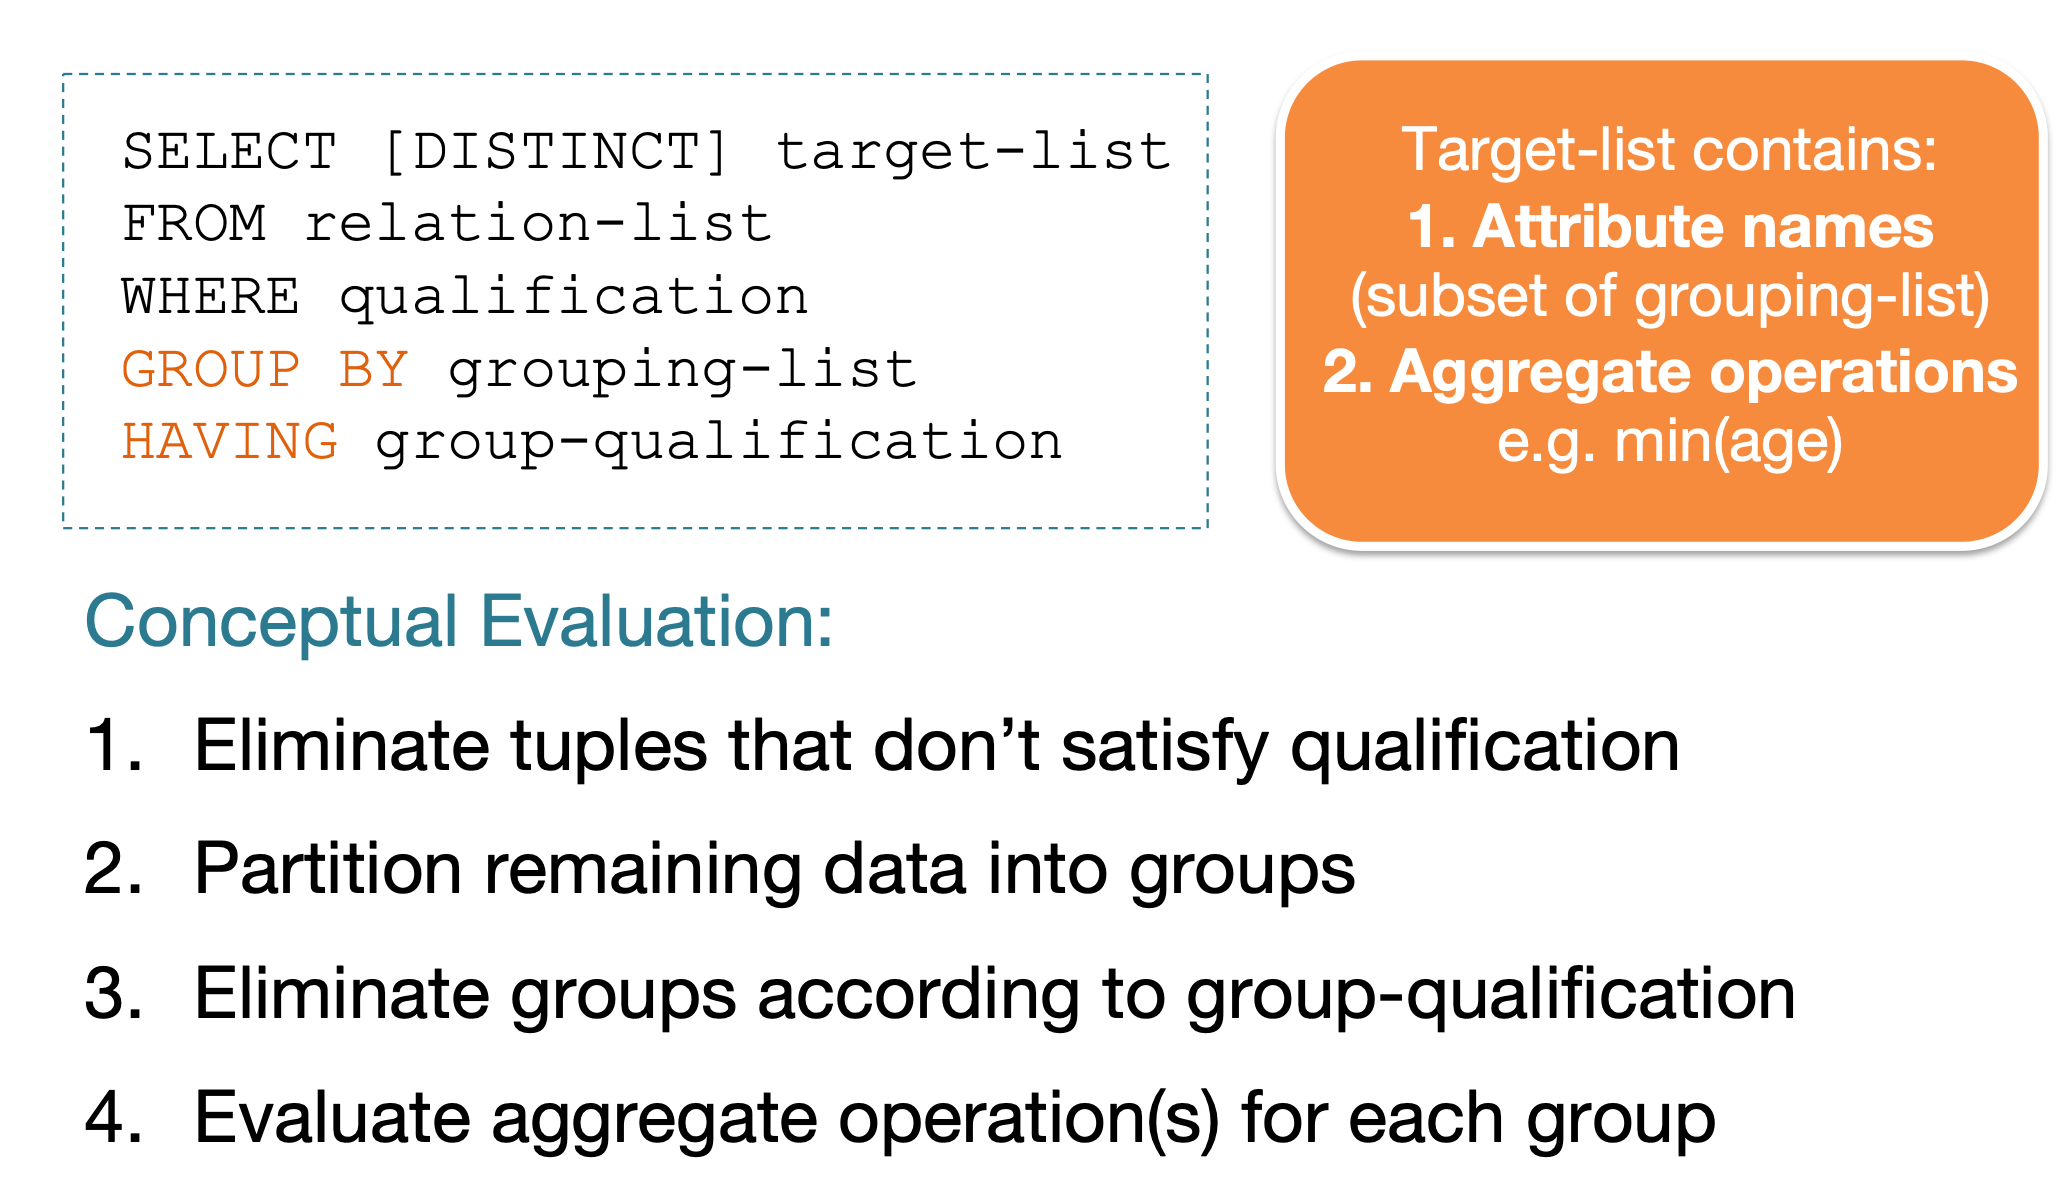 SELECT [DISTINCT] target-list
FROM relation-list
WHERE qualification
GROUP BY grouping-list
HAVING group-qualification
Target-list contains:
1. Attribute names
(subset of grouping-list)
2. Aggregate operations
e.g. min(age)
Conceptual Evaluation:
1. Eliminate tuples that don’t satisfy qualification
2. Partition remaining data into groups
3. Eliminate groups according to group-qualification
4. Evaluate aggregate operation(s) for each group